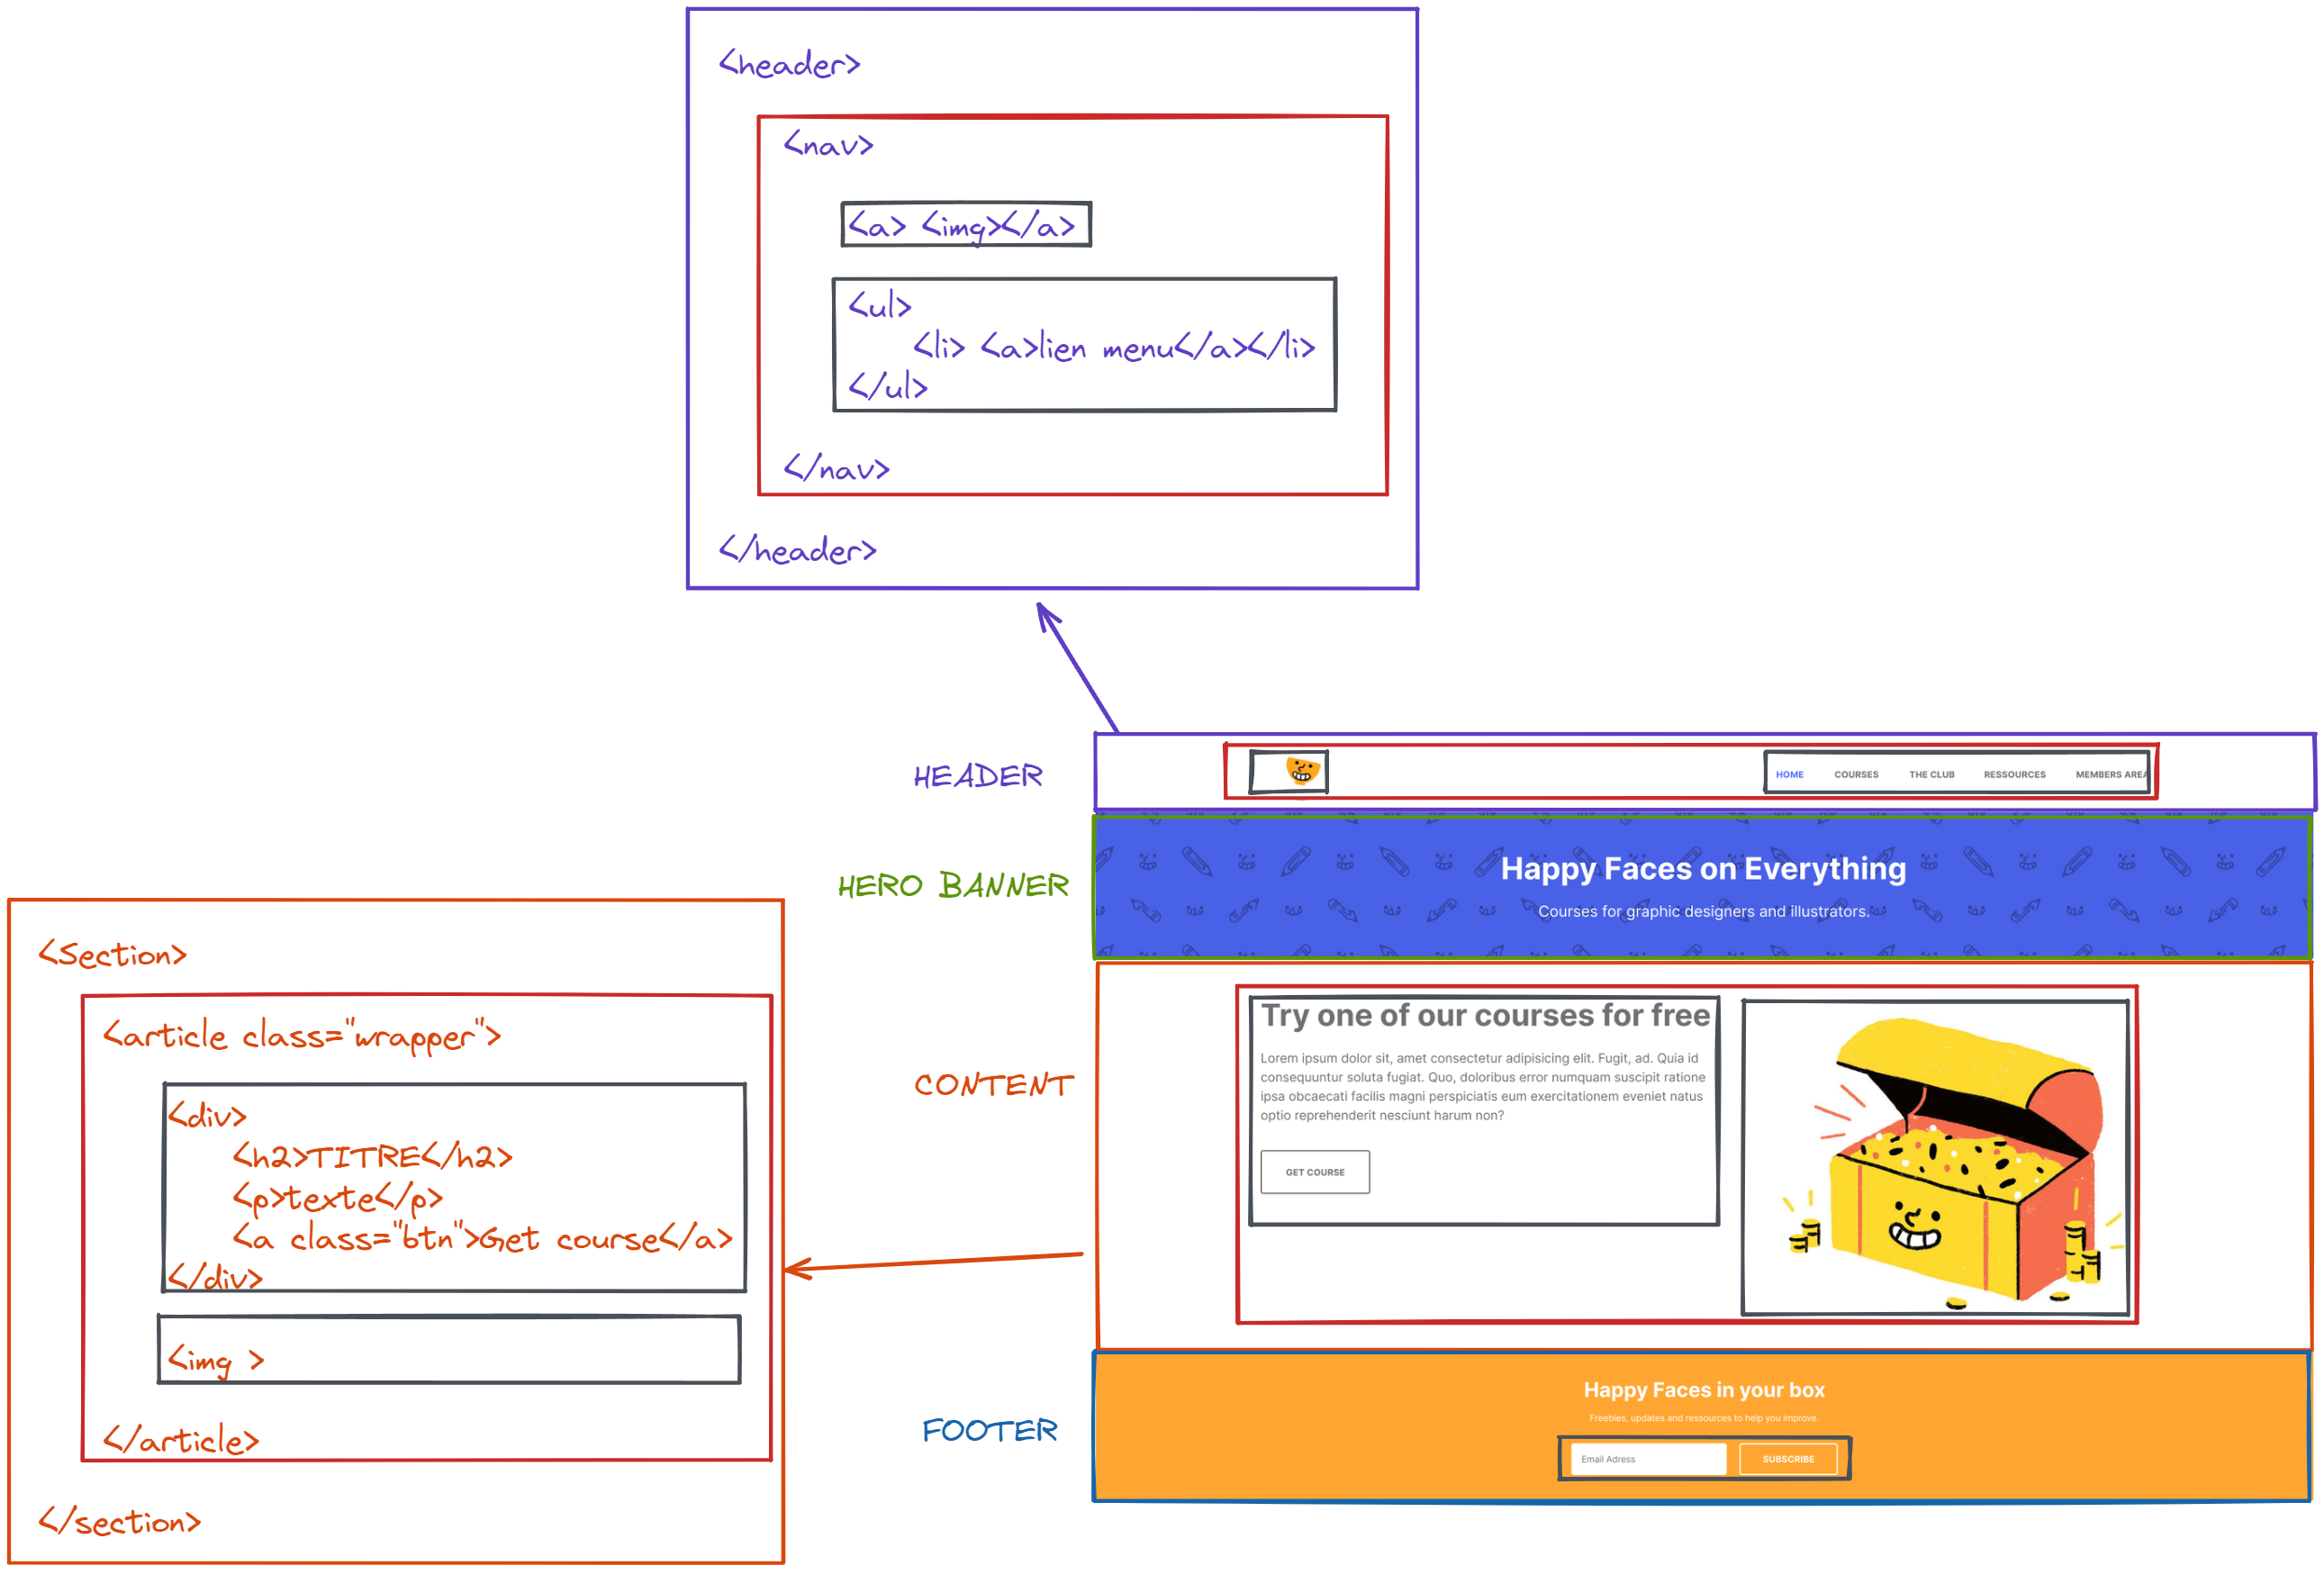 <header>
<nav>
<a> <img></a>
<ul>
<li> <a>lien menu</a></li>
</ul>
</nav>
</header>
HEADER
HOME COURSES THE CLUB RESSOURCES MEMBERS AREA
HERO BANNER
Happy Faces on Everything
Courses for graphic designers and illustrators.
<Section>
<article class="wrapper">
<div>
<h2>TITRE</h2>
<p>texte</p>
<a class="btn">Get course</a>
</div>
<img >
</article>
</section>
CONTENT
Try one of our courses for free
Lorem ipsum dolor sit, amet consectetur adipisicing elit. Fugit, ad. Quia id
consequuntur soluta fugiat. Quo, doloribus error numquam suscipit ratione
ipsa obcaecati facilis magni perspiciatis eum exercitationem eveniet natus
optio reprehenderit nesciunt harum non?
GET COURSE
FOOTER
Happy Faces in your box
Freebies, updates and ressources to help you improve.
Email Adress
SUBSCRIBE